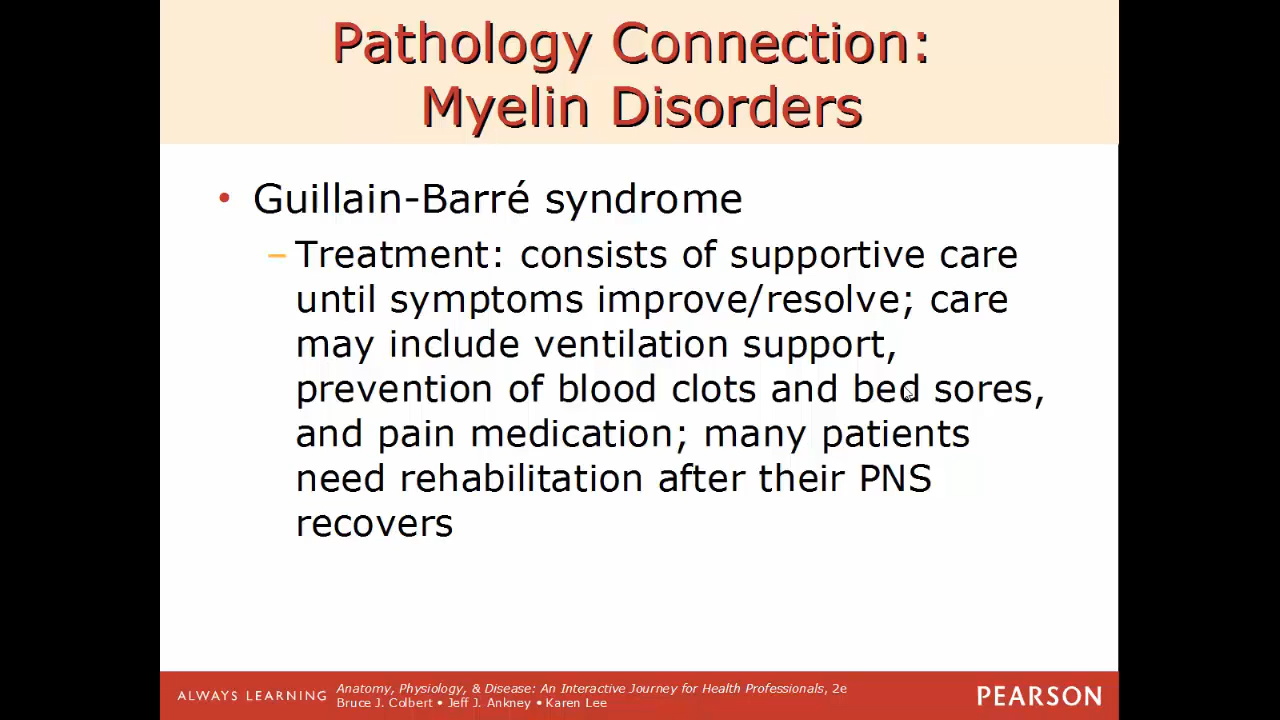 Pathology Connection:
Myelin Disorders
• Guillain-Barré syndrome
– Treatment: consists of supportive care
until symptoms improve/resolve; care
may include ventilation support,
prevention of blood clots and bed sores,
and pain medication; many patients
need rehabilitation after their PNS
recovers
ALWAYS LEARNING
Anatomy, Physiology, & Disease: An Interactive Journey for Health Professionals, 2e
Bruce J. Colbert • Jeff J. Ankney • Karen Lee
PEARSON